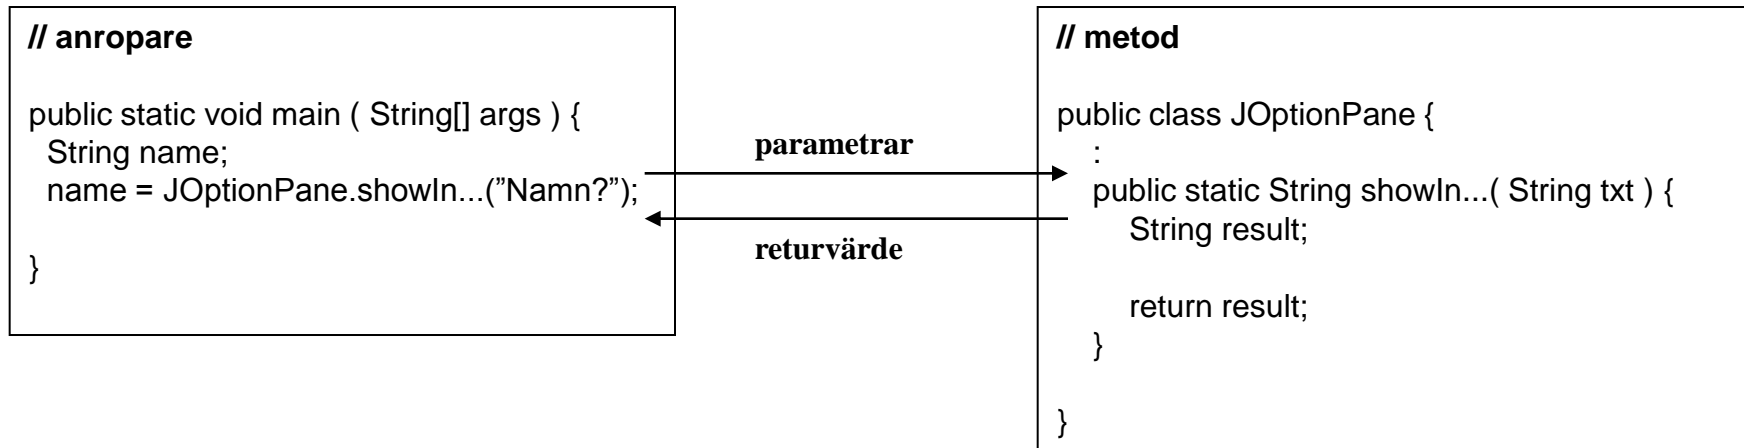 // anropare
public static void main ( String[] args ) {
String name;
name = JOptionPane.showIn...(”Namn?”);
}
parametrar
returvärde
// metod
public class JOptionPane {
:
public static String showIn...( String txt ) {
String result;
return result;
}
}